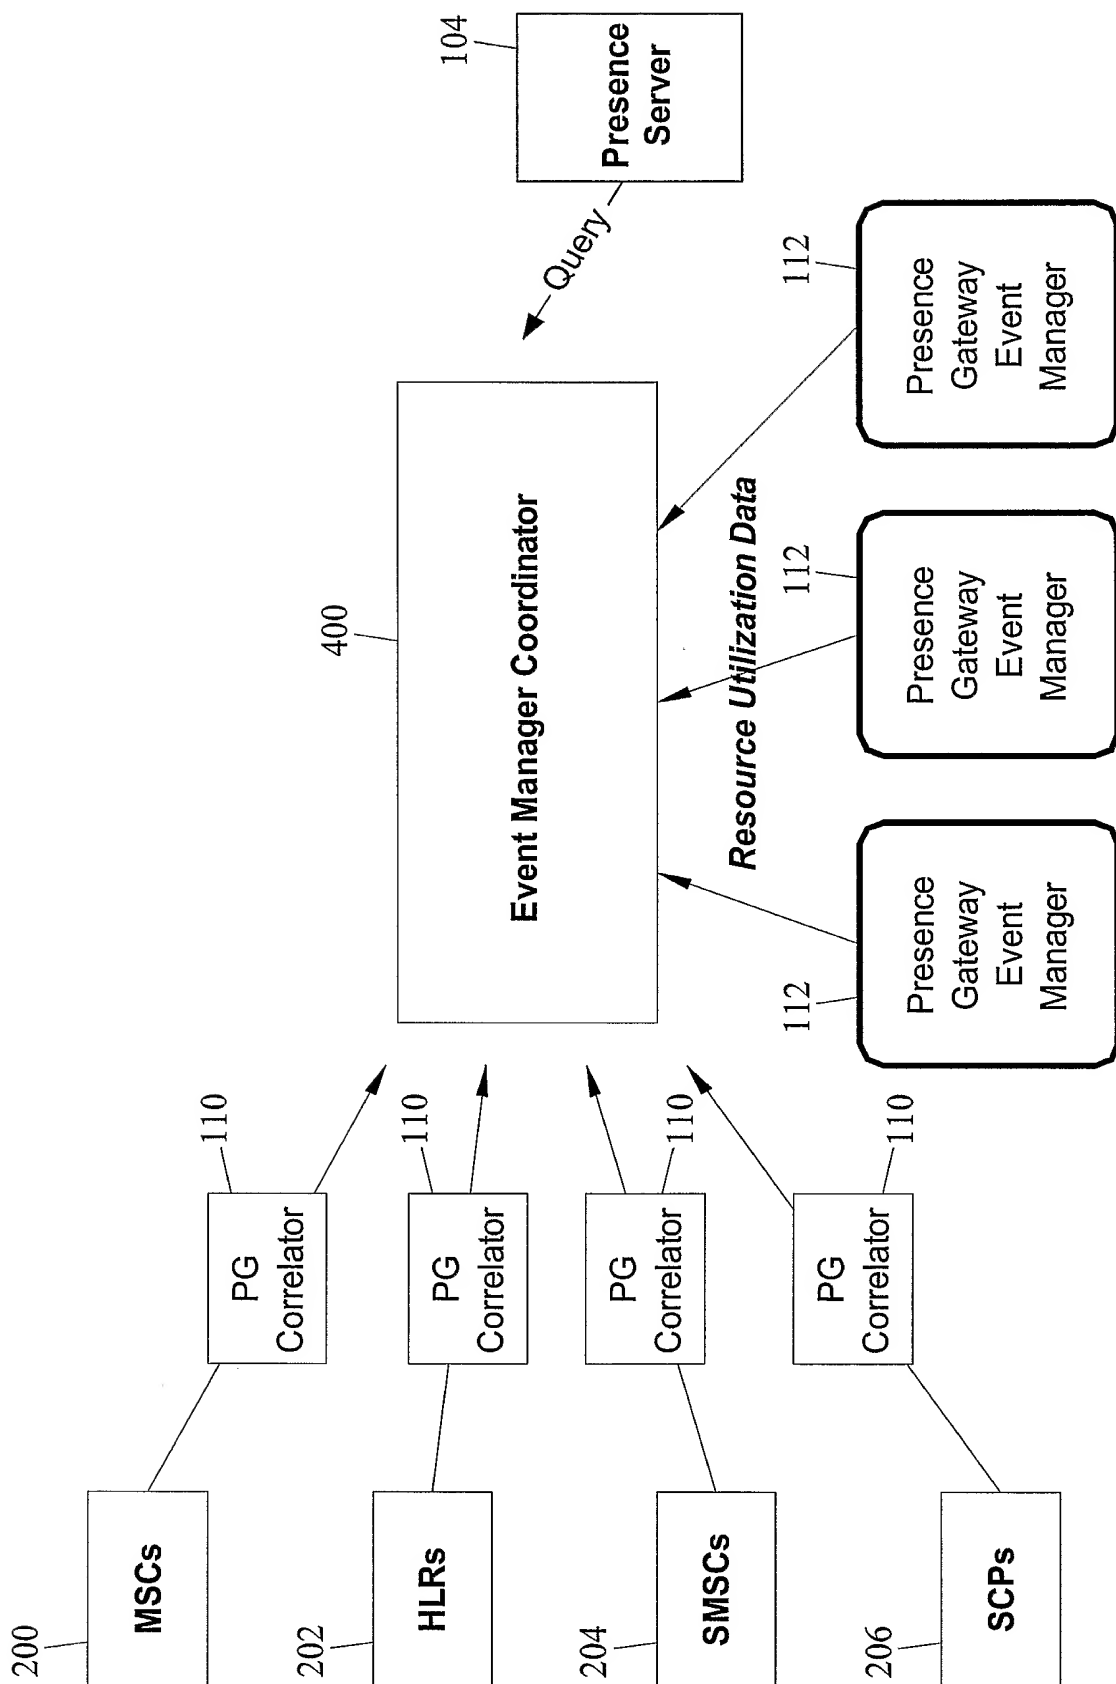 200
MSCs
202
HLRs
204
SMSCs
206
SCPs
110
PG
Correlator
110
PG
Correlator
110
PG
Correlator
110
PG
Correlator
400
Event Manager Coordinator
104
Presence
Server
Query
Resource Utilization Data
112
Presence
Gateway
Event
Manager
112
Presence
Gateway
Event
Manager
112
Presence
Gateway
Event
Manager